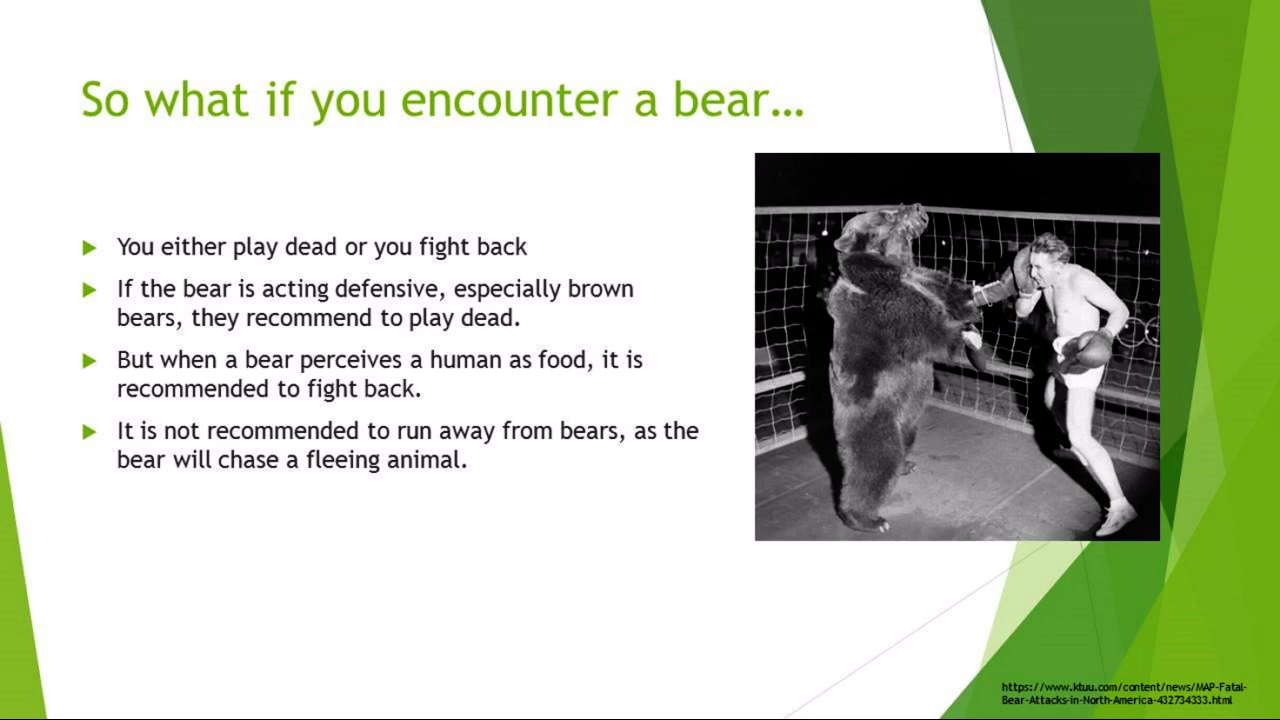 So what if you encounter a bear…
You either play dead or you fight back
If the bear is acting defensive, especially brown
bears, they recommend to play dead.
But when a bear perceives a human as food, it is
recommended to fight back.
It is not recommended to run away from bears, as the
bear will chase a fleeing animal.
https://www.ktuu.com/content/news/MAP-Fatal-
Bear-Attacks-in-North-America-432734333.html